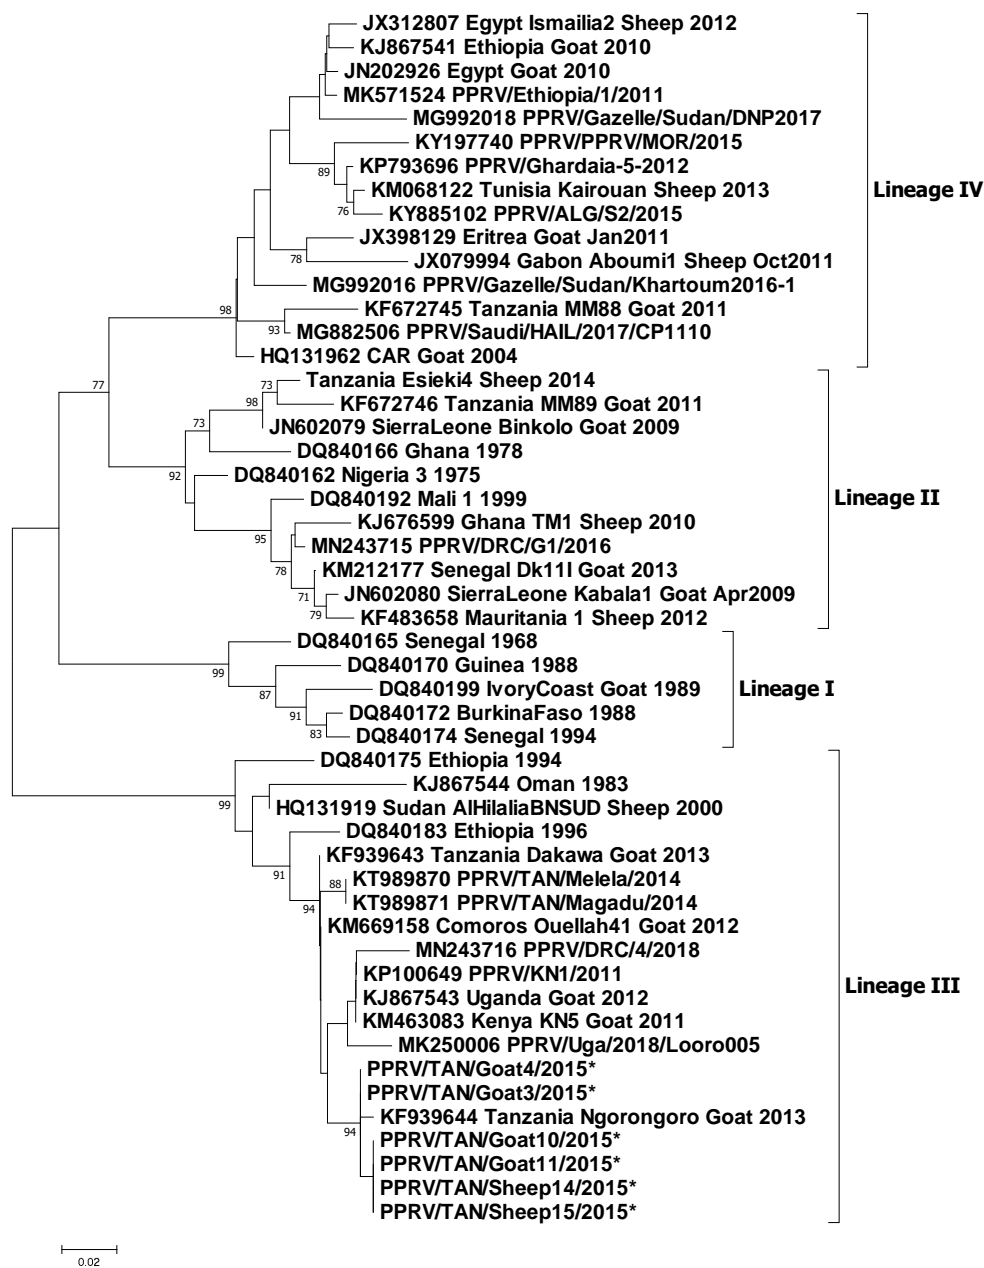 JX312807 Egypt Ismailia2 Sheep 2012
KJ867541 Ethiopia Goat 2010
JN202926 Egypt Goat 2010
MK571524 PPRV/Ethiopia/1/2011
MG992018 PPRV/Gazelle/Sudan/DNP2017
KY197740 PPRV/PPRV/MOR/2015
89
KP793696 PPRV/Ghardaia-5-2012
KM068122 Tunisia Kairouan Sheep 2013
Lineage IV
76
KY885102 PPRV/ALG/S2/2015
JX398129 Eritrea Goat Jan2011
78
JX079994 Gabon Aboumi1 Sheep Oct2011
MG992016 PPRV/Gazelle/Sudan/Khartoum2016-1
98
KF672745 Tanzania MM88 Goat 2011
93
MG882506 PPRV/Saudi/HAIL/2017/CP1110
HQ131962 CAR Goat 2004
77
73
Tanzania Esieki4 Sheep 2014
98
KF672746 Tanzania MM89 Goat 2011
73
JN602079 SierraLeone Binkolo Goat 2009
DQ840166 Ghana 1978
92
DQ840162 Nigeria 3 1975
DQ840192 Mali 1 1999
Lineage II
KJ676599 Ghana TM1 Sheep 2010
95
MN243715 PPRV/DRC/G1/2016
78
KM212177 Senegal Dk11I Goat 2013
71
JN602080 SierraLeone Kabala1 Goat Apr2009
79
KF483658 Mauritania 1 Sheep 2012
DQ840165 Senegal 1968
99
DQ840170 Guinea 1988
87
DQ840199 IvoryCoast Goat 1989
Lineage I
91
DQ840172 BurkinaFaso 1988
83
DQ840174 Senegal 1994
DQ840175 Ethiopia 1994
KJ867544 Oman 1983
99
HQ131919 Sudan AlHilaliaBNSUD Sheep 2000
DQ840183 Ethiopia 1996
KF939643 Tanzania Dakawa Goat 2013
91
88
KT989870 PPRV/TAN/Melela/2014
KT989871 PPRV/TAN/Magadu/2014
94
KM669158 Comoros Ouellah41 Goat 2012
MN243716 PPRV/DRC/4/2018
KP100649 PPRV/KN1/2011
Lineage III
KJ867543 Uganda Goat 2012
KM463083 Kenya KN5 Goat 2011
MK250006 PPRV/Uga/2018/Looro005
PPRV/TAN/Goat4/2015*
PPRV/TAN/Goat3/2015*
KF939644 Tanzania Ngorongoro Goat 2013
94
PPRV/TAN/Goat10/2015*
PPRV/TAN/Goat11/2015*
PPRV/TAN/Sheep14/2015*
PPRV/TAN/Sheep15/2015*
0.02